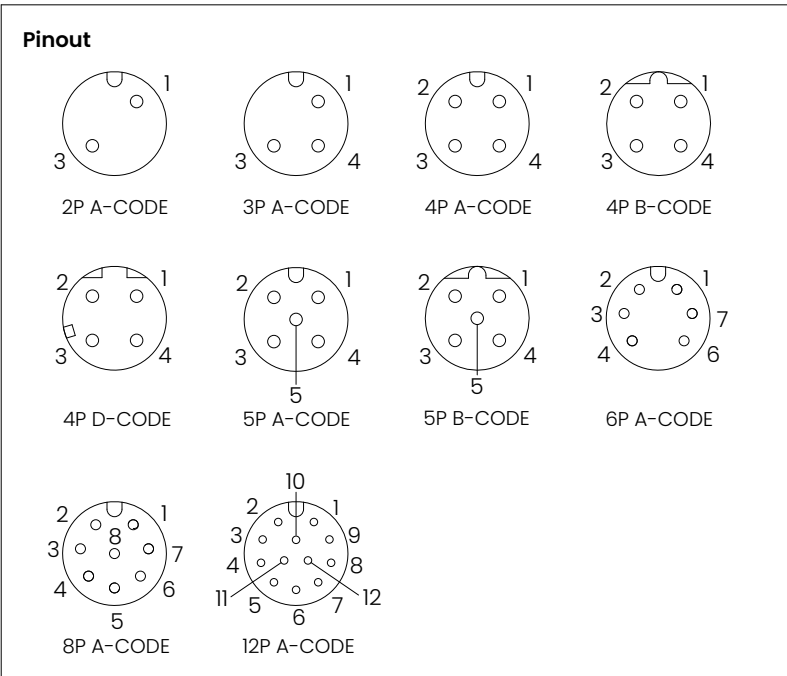 Pinout
1
3
2P A-CODE
1
3 4
3P A-CODE
2 1
3 4
4P A-CODE
2 1
3 4
4P B-CODE
2 1
3 4
4P D-CODE
2 1
3 4
5
5P A-CODE
2 1
3 4
5
5P B-CODE
2 1
3 7
4 6
6P A-CODE
2 1
8
3 7
4 6
5
8P A-CODE
10
2 1
3 9
4 8
11 12
5 7
6
12P A-CODE